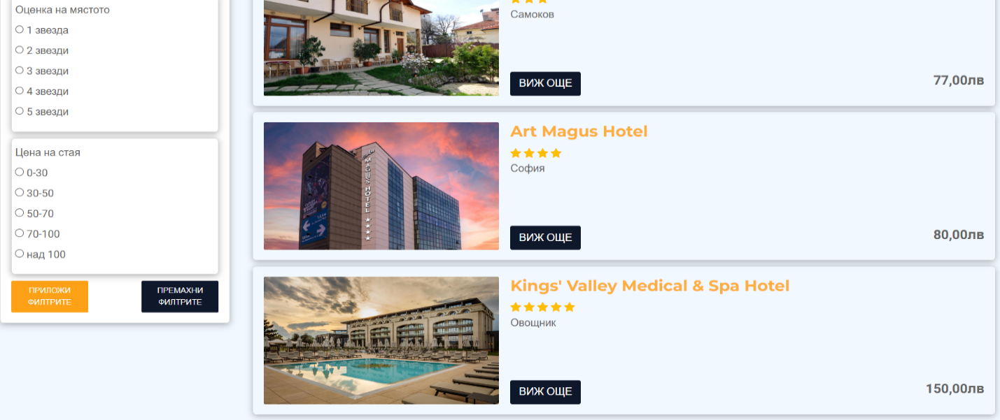 Оценка на мястото
1 звезда
2 звезди
3 звезди
4 звезди
5 звезди
Цена на стая
0-30
30-50
50-70
70-100
над 100
ПРИЛОЖИ
ФИЛТРИТЕ
ПРЕМАХНИ
ФИЛТРИТЕ
Самоков
ВИЖ ОЩЕ
77,00лв
Art Magus Hotel
София
MAGUS HOTEL
ВИЖ ОЩЕ
80,00лв
Kings' Valley Medical & Spa Hotel
Овощник
ВИЖ ОЩЕ
150,00лв